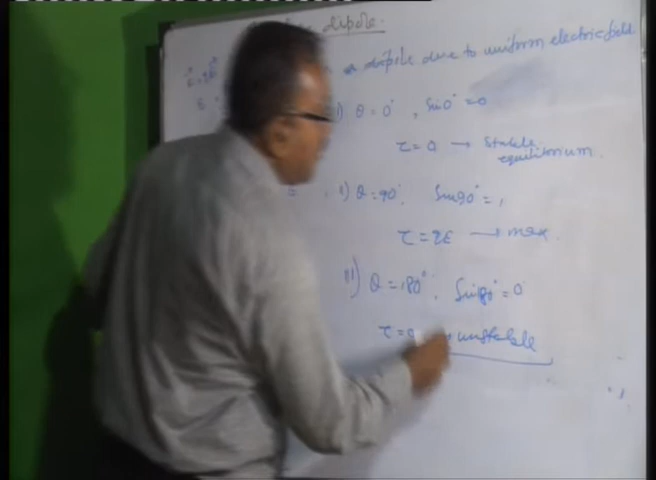 dipole.
dipole due to uniform electric field
θ = 0°, Sin0° = 0
τ = 0 → Stable
equilibrium.
II) θ = 90°, Sin90° = 1
τ = qE → max.
III) θ = 180°, Sin180° = 0
τ = 0 → unstable